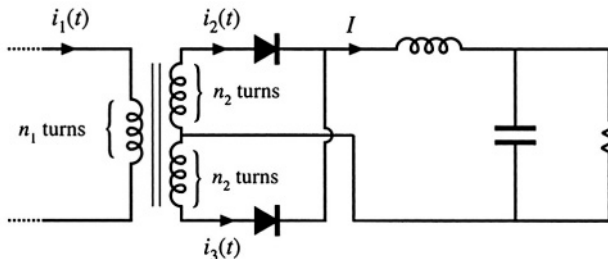 i₁(t)
i₂(t)
I
n₂ turns
n₁ turns
n₂ turns
i₃(t)